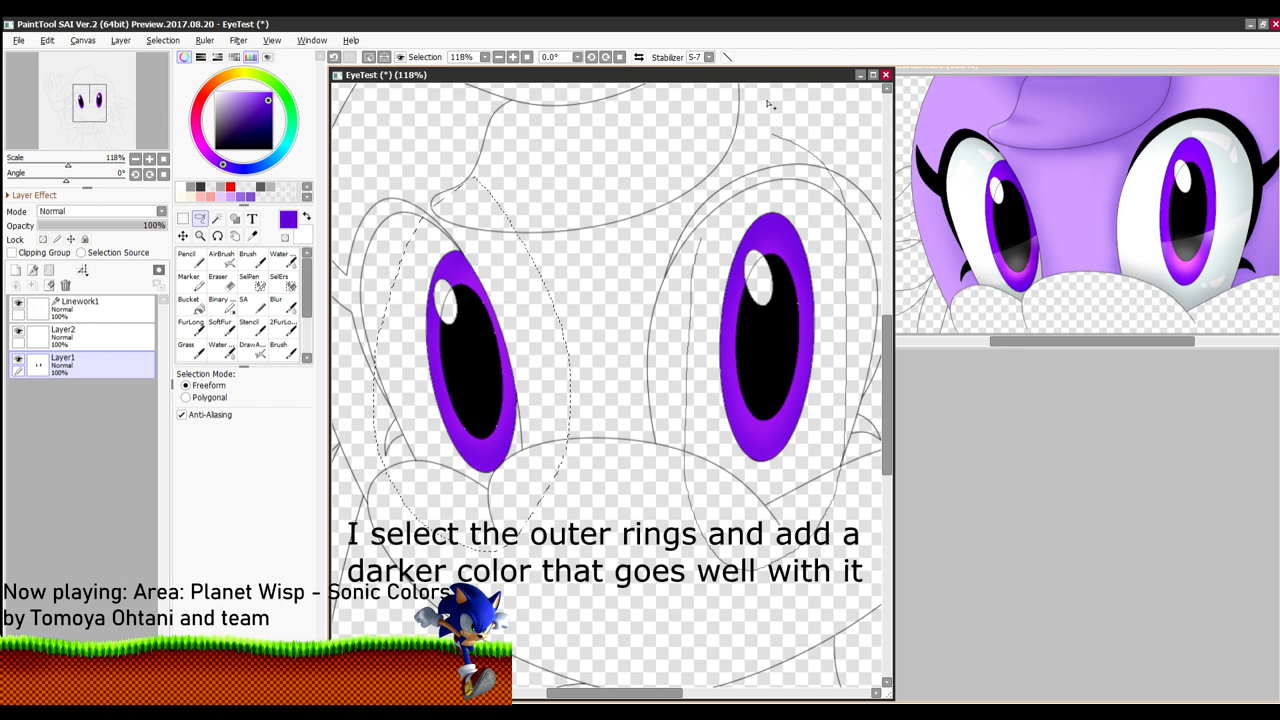 PaintTool SAI Ver.2 (64bit) Preview.2017.08.20 - EyeTest (*)
File Edit Canvas Layer Selection Ruler Filter View Window Help
Selection 118% 0.0° Stabilizer S-7
EyeTest (*) (118%)
Scale 118%
Angle 0°
Layer Effect
Mode Normal
Opacity 100%
Lock
Clipping Group Selection Source
Linework1
Normal
100%
Layer2
Normal
100%
Layer1
Normal
100%
T
Pencil AirBrush Brush Water ...
Marker Eraser SelPen SelErs
Bucket Binary ... SA Blur
FurLong SoftFur Stencil 2FurLo...
Grass Water ... DrawA... Finger
Selection Mode:
Freeform
Polygonal
Anti-Aliasing
I select the outer rings and add a
darker color that goes well with it
Now playing: Area: Planet Wisp - Sonic Colors
by Tomoya Ohtani and team